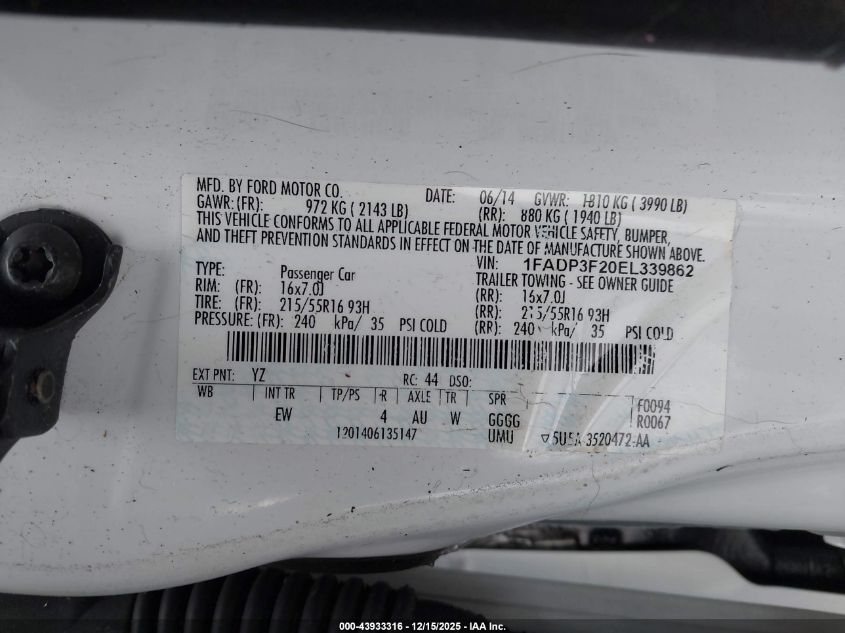 MFD. BY FORD MOTOR CO. DATE: 06/14 GVWR: 1810 KG ( 3990 LB)
GAWR: (FR): 972 KG ( 2143 LB) (RR): 880 KG ( 1940 LB)
THIS VEHICLE CONFORMS TO ALL APPLICABLE FEDERAL MOTOR VEHICLE SAFETY, BUMPER,
AND THEFT PREVENTION STANDARDS IN EFFECT ON THE DATE OF MANUFACTURE SHOWN ABOVE.
VIN: 1FADP3F20EL339862
TYPE: Passenger Car TRAILER TOWING - SEE OWNER GUIDE
RIM: (FR): 16x7.0J (RR): 16x7.0J
TIRE: (FR): 215/55R16 93H (RR): 215/55R16 93H
PRESSURE: (FR): 240 kPa/ 35 PSI COLD (RR): 240 kPa/ 35 PSI COLD
EXT PNT: YZ RC: 44 DSO:
WB INT TR TP/PS R AXLE TR SPR
EW 4 AU W GGGG F0094
R0067
1201406135147 UMU 5U5A-3520472-AA
000-43933316 - 12/15/2025 - IAA Inc.